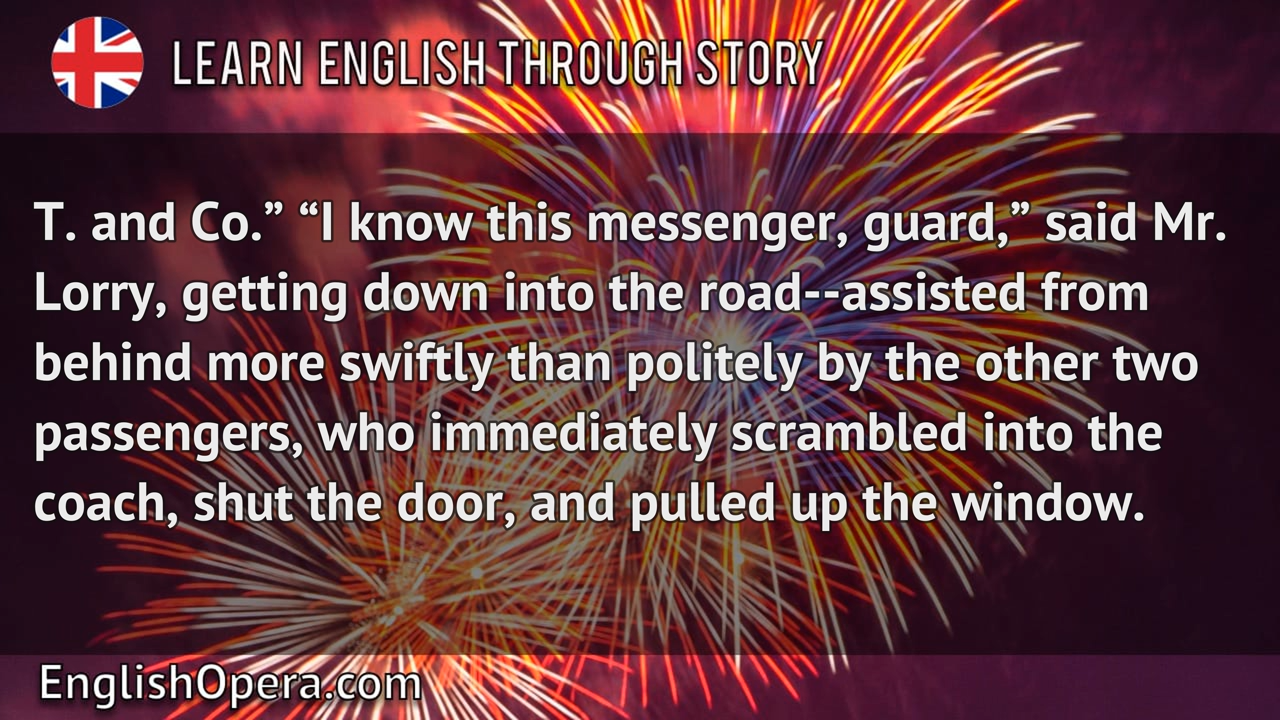 LEARN ENGLISH THROUGH STORY
T. and Co.” “I know this messenger, guard,” said Mr.
Lorry, getting down into the road--assisted from
behind more swiftly than politely by the other two
passengers, who immediately scrambled into the
coach, shut the door, and pulled up the window.
EnglishOpera.com